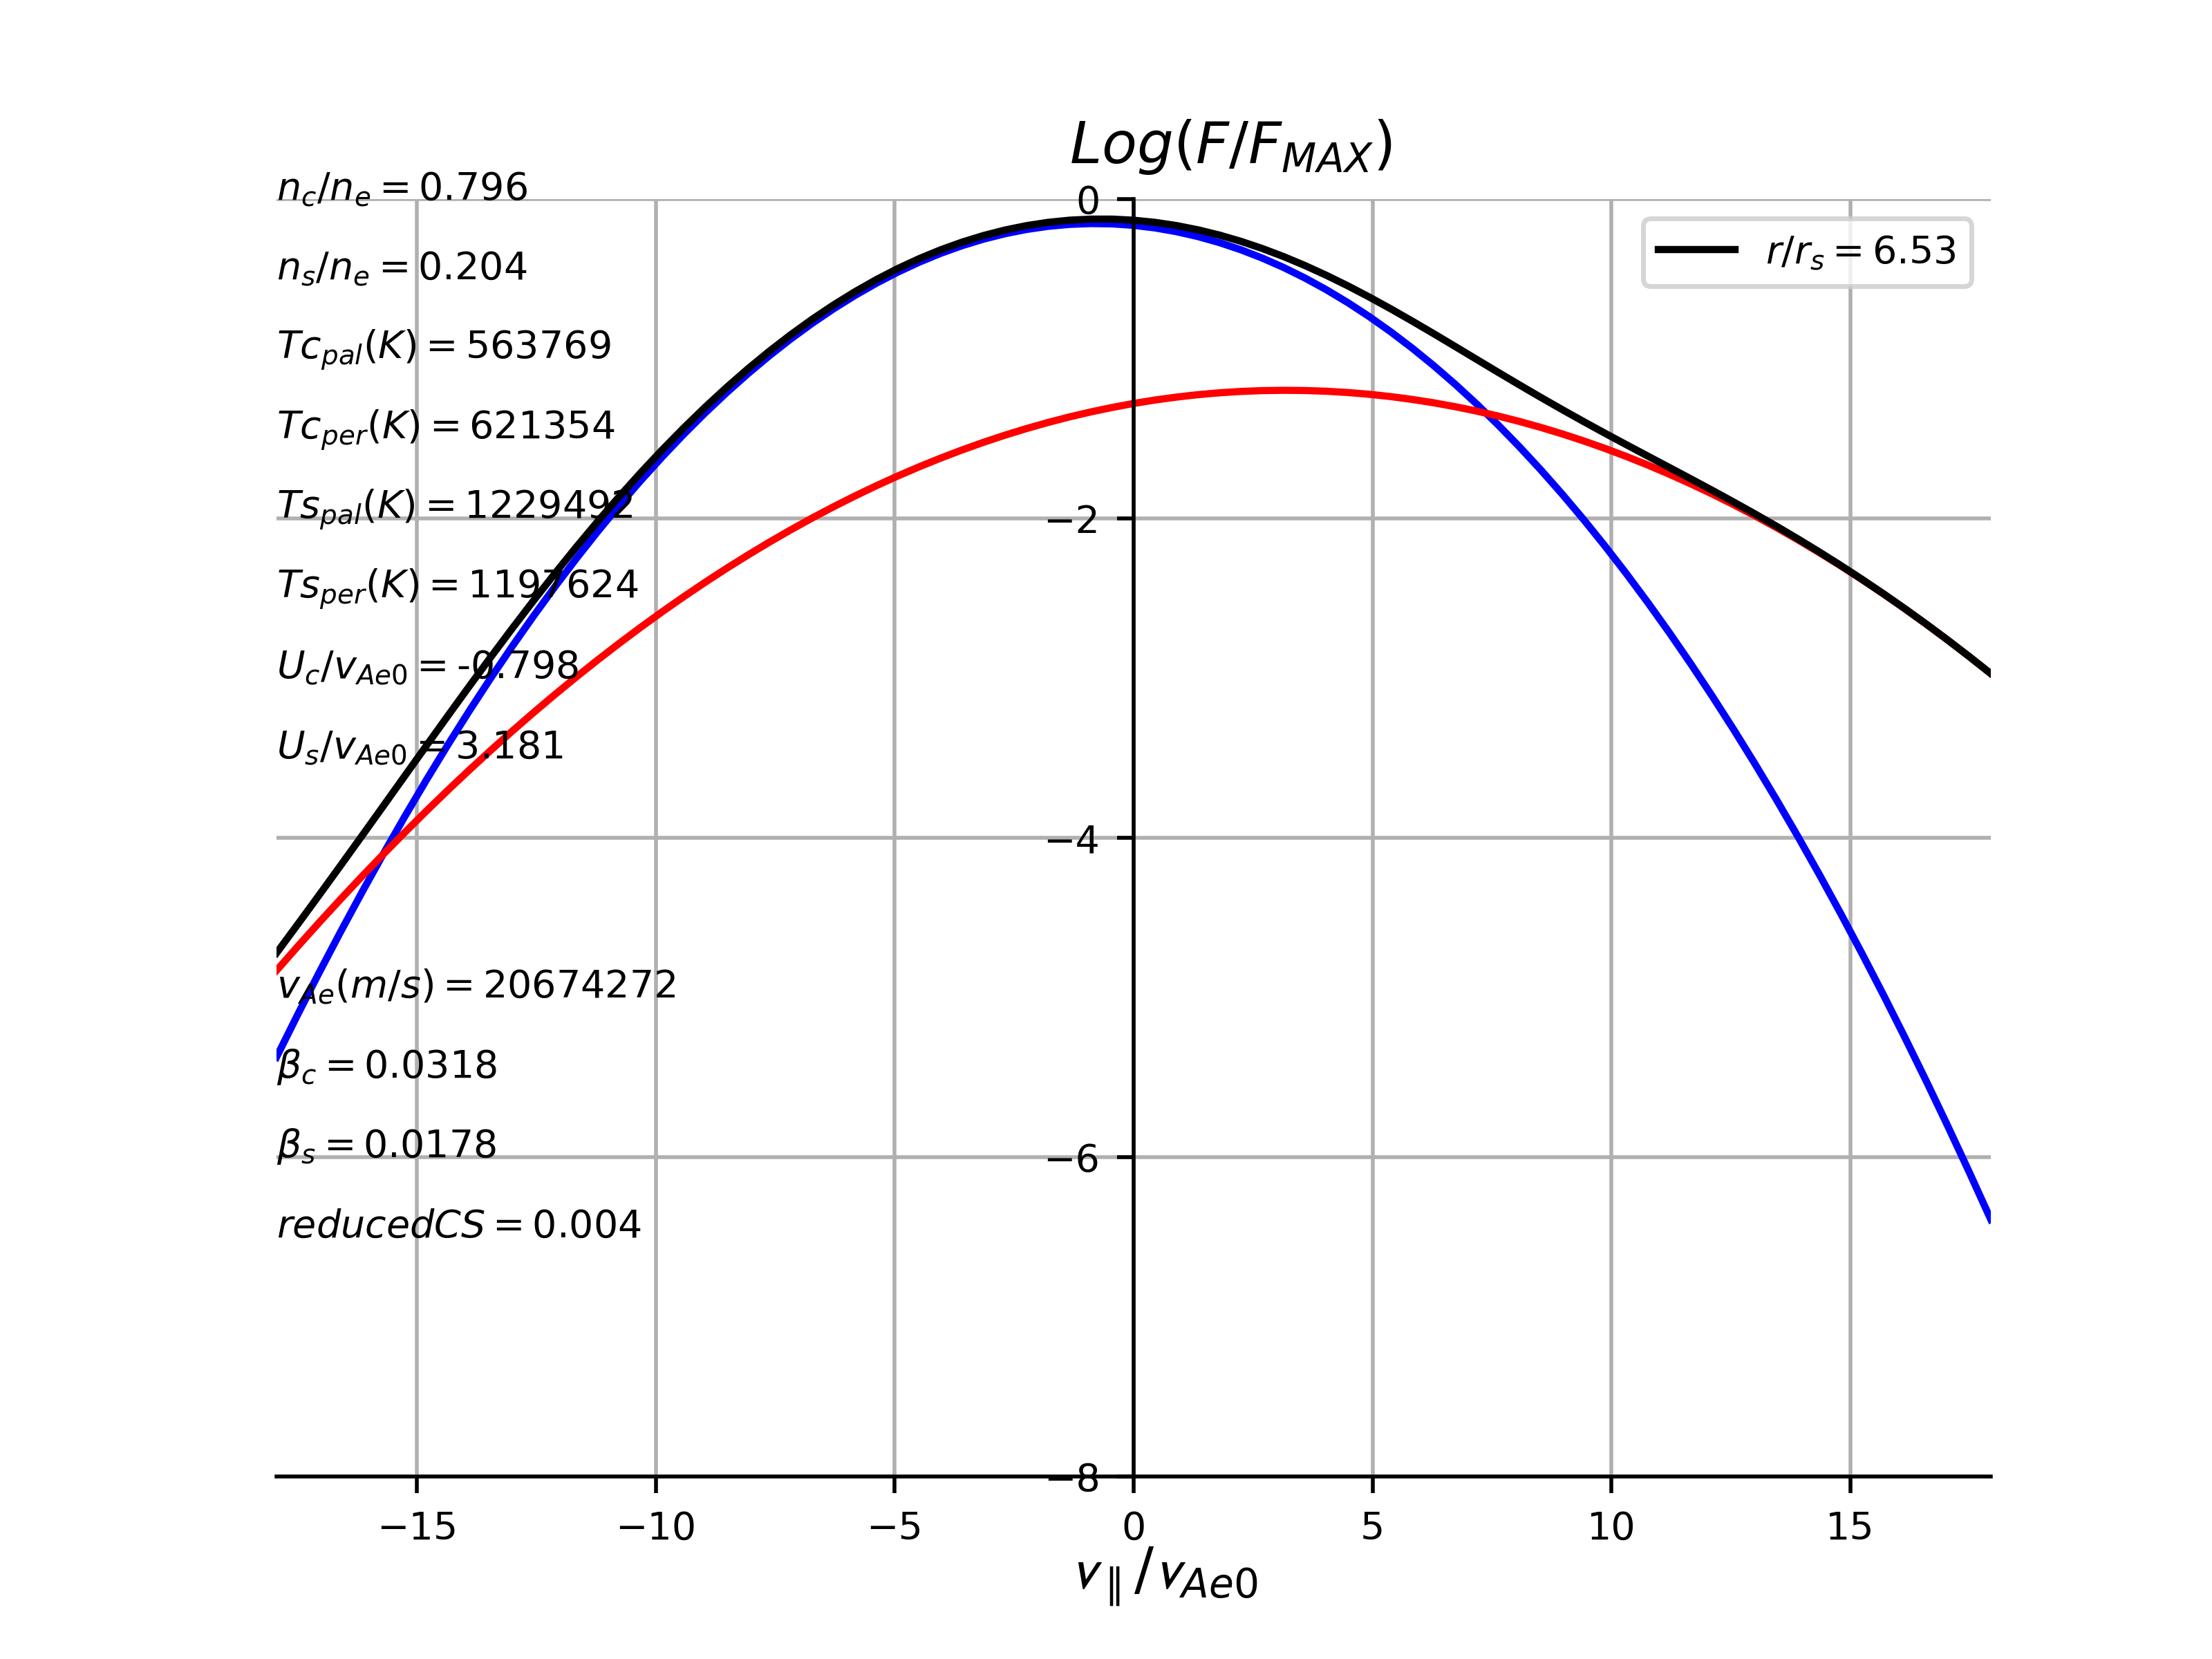 Log(F/F_MAX)
n_c/n_e = 0.796
n_s/n_e = 0.204
Tc_pal(K) = 563769
Tc_per(K) = 621354
Ts_pal(K) = 1229492
Ts_per(K) = 1197624
U_c/v_Ae0 = -0.798
U_s/v_Ae0 = 3.181
v_Ae(m/s) = 20674272
β_c = 0.0318
β_s = 0.0178
reducedCS = 0.004
r/r_s = 6.53
0
−2
−4
−6
−8
−15 −10 −5 0 5 10 15
v_∥/v_Ae0